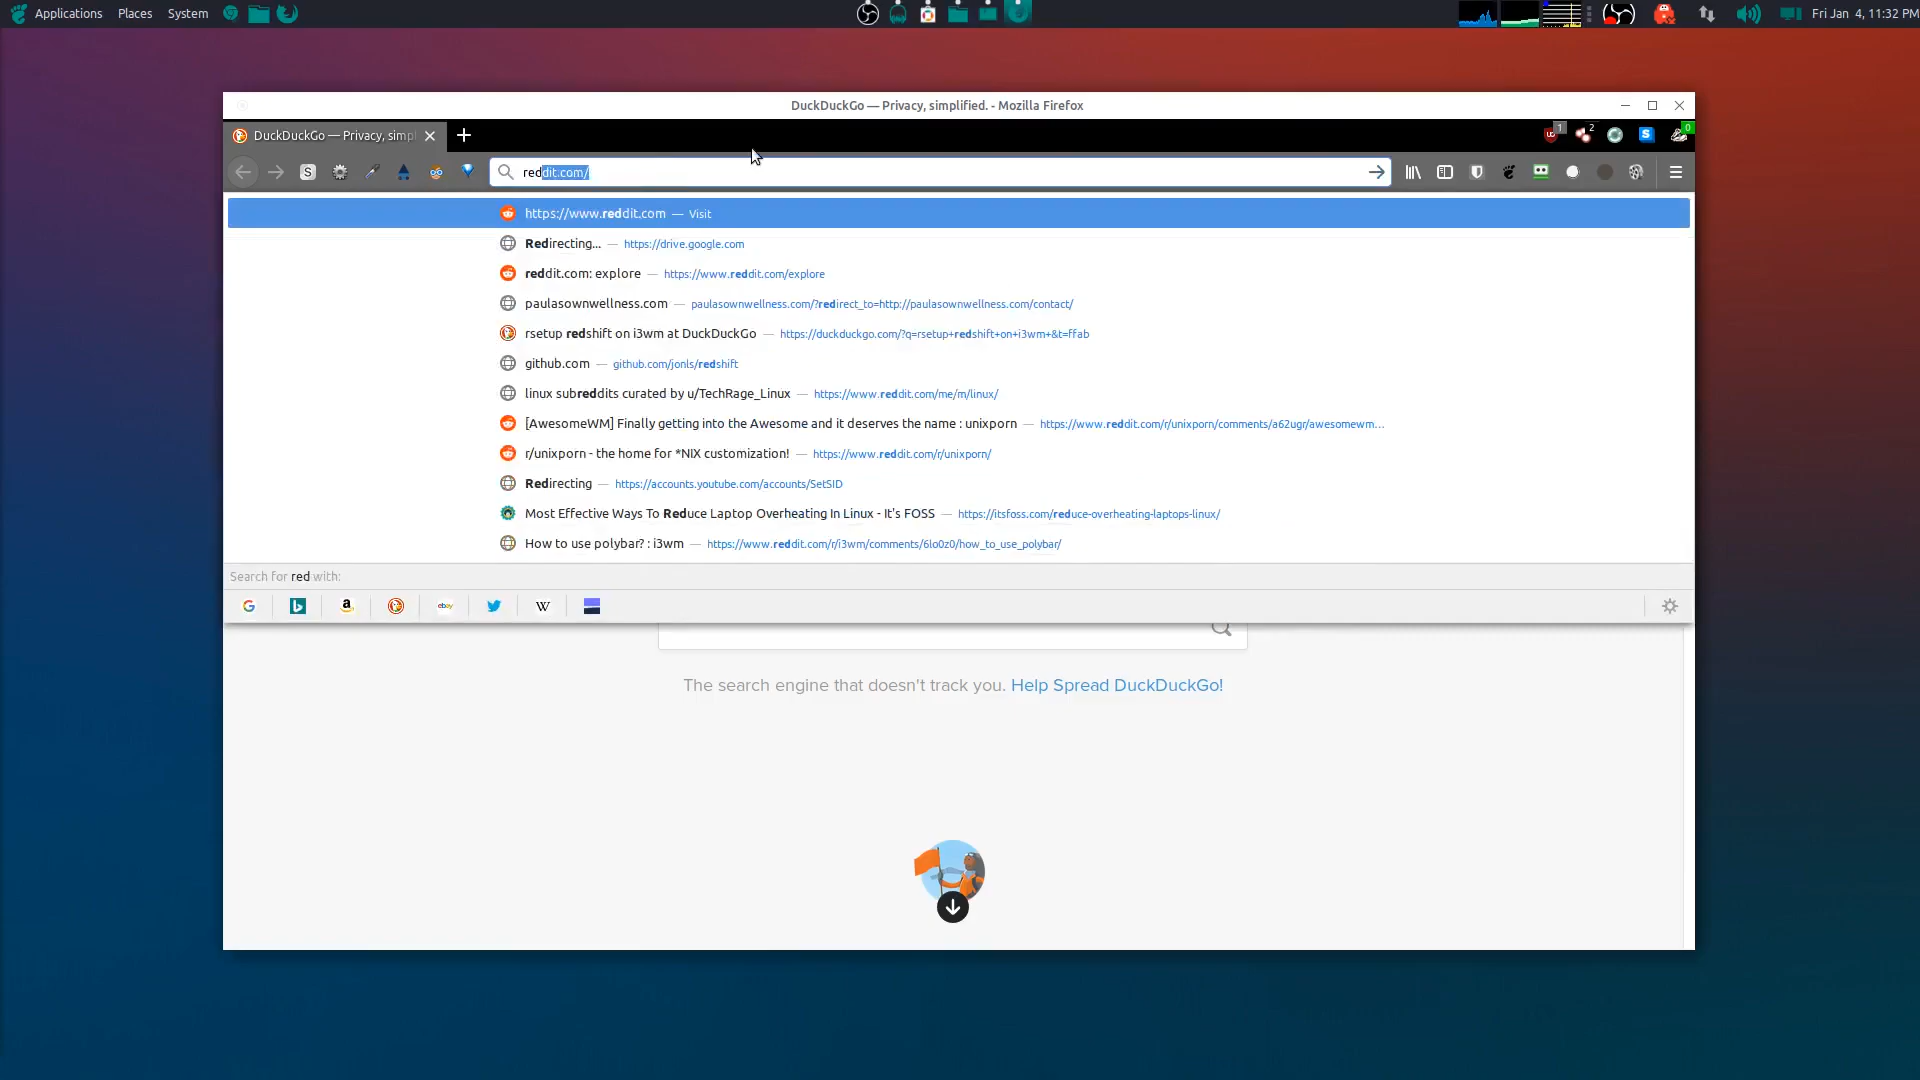 Applications Places System Fri Jan 4, 11:32 PM
DuckDuckGo — Privacy, simplified. - Mozilla Firefox
DuckDuckGo — Privacy, simp 1 2 S 0
S reddit.com/
https://www.reddit.com — Visit
Redirecting... — https://drive.google.com
reddit.com: explore — https://www.reddit.com/explore
paulasownwellness.com — paulasownwellness.com/?redirect_to=http://paulasownwellness.com/contact/
rsetup redshift on i3wm at DuckDuckGo — https://duckduckgo.com/?q=rsetup+redshift+on+i3wm+&t=ffab
github.com — github.com/jonls/redshift
linux subreddits curated by u/TechRage_Linux — https://www.reddit.com/me/m/linux/
[AwesomeWM] Finally getting into the Awesome and it deserves the name : unixporn — https://www.reddit.com/r/unixporn/comments/a62ugr/awesomewm...
r/unixporn - the home for *NIX customization! — https://www.reddit.com/r/unixporn/
Redirecting — https://accounts.youtube.com/accounts/SetSID
Most Effective Ways To Reduce Laptop Overheating In Linux - It's FOSS — https://itsfoss.com/reduce-overheating-laptops-linux/
How to use polybar? : i3wm — https://www.reddit.com/r/i3wm/comments/6lo0z0/how_to_use_polybar/
Search for red with:
G b a ebay W
The search engine that doesn't track you. Help Spread DuckDuckGo!